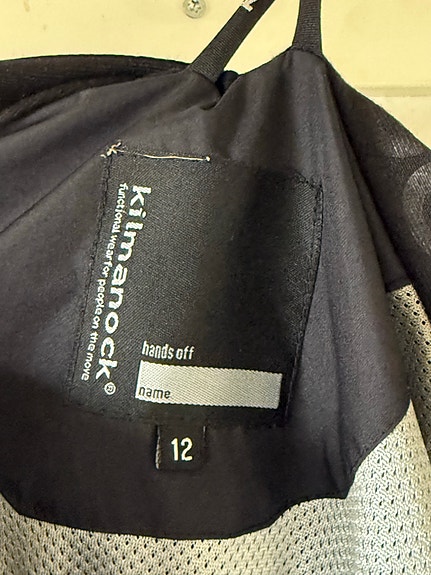 kilmanock®
functional wear for people on the move
hands off
name
12